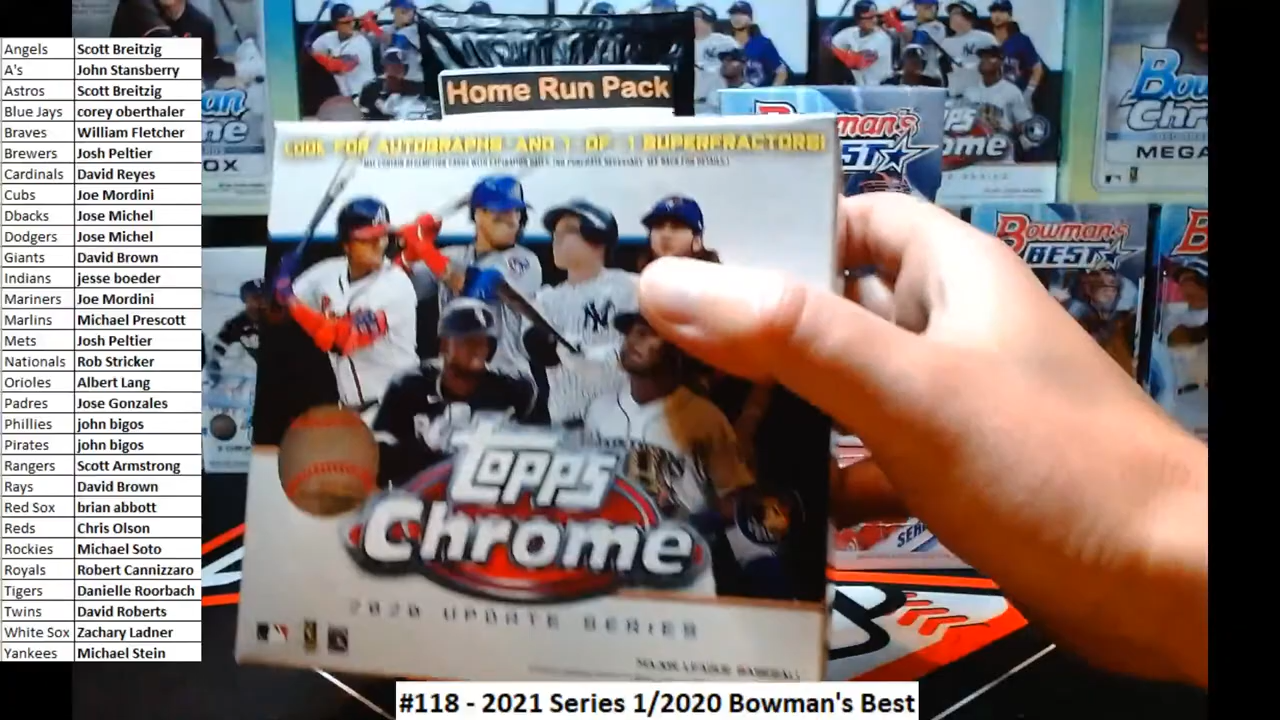 Angels Scott Breitzig
A's John Stansberry
Astros Scott Breitzig
Blue Jays corey oberthaler
Braves William Fletcher
Brewers Josh Peltier
Cardinals David Reyes
Cubs Joe Mordini
Dbacks Jose Michel
Dodgers Jose Michel
Giants David Brown
Indians jesse boeder
Mariners Joe Mordini
Marlins Michael Prescott
Mets Josh Peltier
Nationals Rob Stricker
Orioles Albert Lang
Padres Jose Gonzales
Phillies john bigos
Pirates john bigos
Rangers Scott Armstrong
Rays David Brown
Red Sox brian abbott
Reds Chris Olson
Rockies Michael Soto
Royals Robert Cannizzaro
Tigers Danielle Roorbach
Twins David Roberts
White Sox Zachary Ladner
Yankees Michael Stein
Home Run Pack
LOOK FOR AUTOGRAPHS AND 1 OF 1 SUPERFRACTORS!
Topps
Chrome
2020 UPDATE SERIES
MAJOR LEAGUE BASEBALL
Bowman's
BEST
MEGA
#118 - 2021 Series 1/2020 Bowman's Best